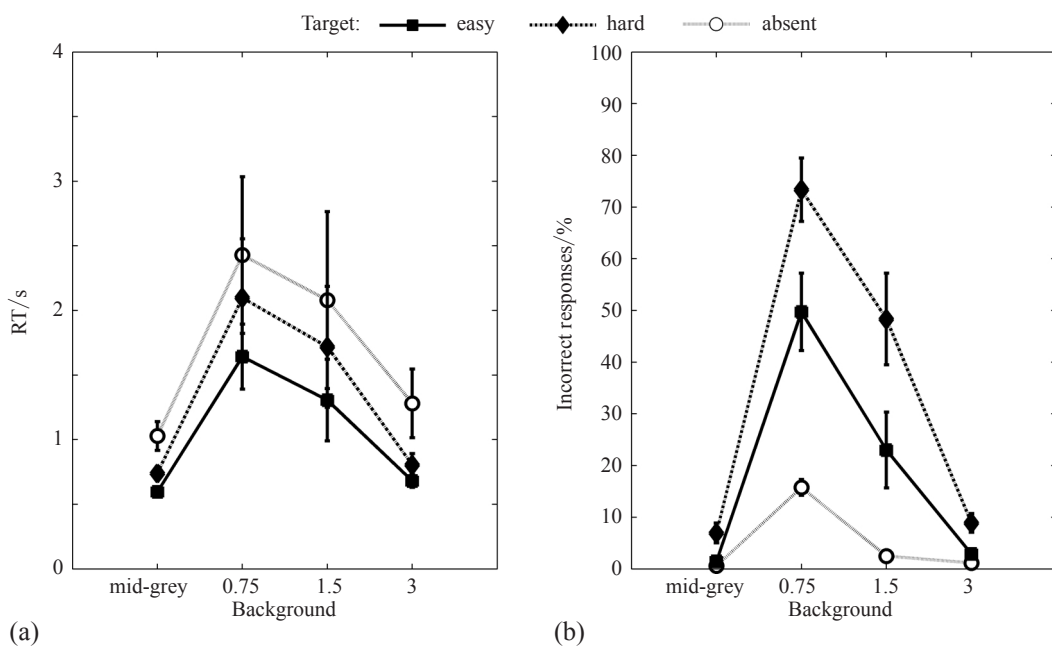 Target: easy hard absent
4
3
2
1
0
RT/s
mid-grey 0.75 1.5 3
Background
(a)
100
90
80
70
60
50
40
30
20
10
0
Incorrect responses/%
mid-grey 0.75 1.5 3
Background
(b)